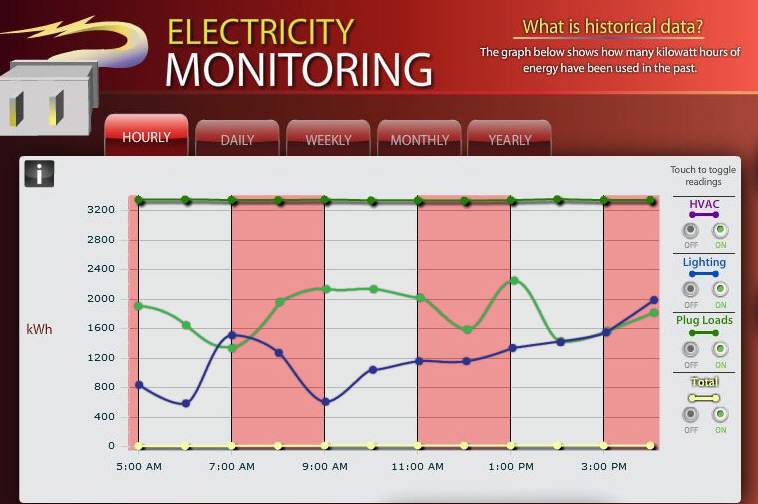 ELECTRICITY
MONITORING
What is historical data?
The graph below shows how many kilowatt hours of
energy have been used in the past.
HOURLY DAILY WEEKLY MONTHLY YEARLY
i
Touch to toggle
readings
HVAC
OFF ON
Lighting
OFF ON
Plug Loads
OFF ON
Total
OFF ON
kWh
3200
2800
2400
2000
1600
1200
800
400
0
5:00 AM 7:00 AM 9:00 AM 11:00 AM 1:00 PM 3:00 PM